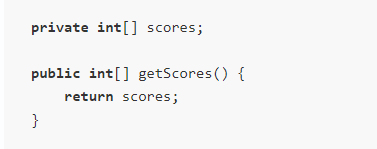 private int[] scores;
public int[] getScores() {
    return scores;
}